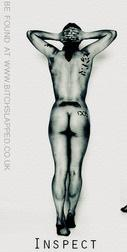 BE FOUND AT WWW.BITCHSLAPPED.CO.UK
INSPECT